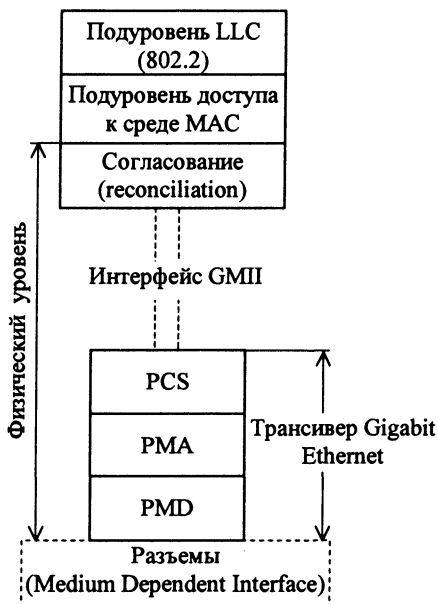 Подуровень LLC
(802.2)
Подуровень доступа
к среде MAC
Согласование
(reconciliation)
Физический уровень
Интерфейс GMII
PCS
PMA
PMD
Трансивер Gigabit
Ethernet
Разъемы
(Medium Dependent Interface)